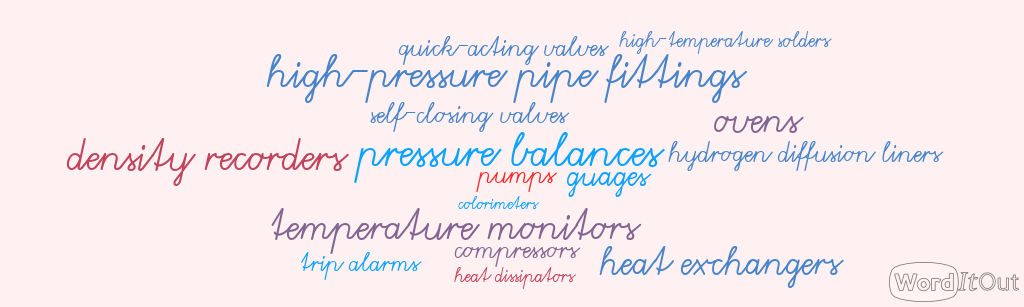 quick-acting valves
high-temperature solders
high-pressure pipe fittings
self-closing valves
ovens
density recorders
pressure balances
hydrogen diffusion liners
pumps
guages
colorimeters
temperature monitors
compressors
trip alarms
heat exchangers
heat dissipators
WordItOut